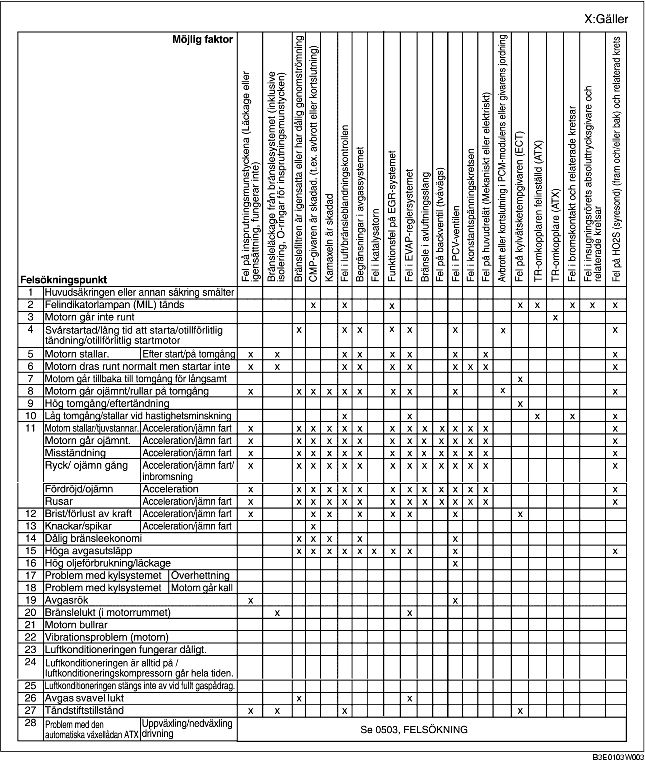 X:Gäller
Möjlig faktor
Felsökningspunkt
Fel på insprutningsmunstyckena (Läckage eller
igensättning, fungerar inte)
Bränsleläckage från bränslesystemet (inklusive
isolering, O-ringar för insprutningsmunstycken)
Bränslefiltren är igensatta eller har dålig genomströmning
CMP-givaren är skadad. (t.ex. avbrott eller kortslutning)
Kamaxeln är skadad
Fel i luft/bränsleblandningkontrollen
Begränsningar i avgassystemet
Fel i katalysatorn
Funktionsfel på EGR-systemet
Fel i EVAP-reglersystemet
Bränsle i avluftningsslang
Fel på backventil (tvåvägs)
Fel i PCV-ventilen
Fel i konstantspänningskretsen
Fel på huvudrelät (Mekaniskt eller elektriskt)
Avbrott eller kortslutning i PCM-modulens eller givarens jordning
Fel på kylvätsketempgivaren (ECT)
TR-omkopplaren felinställd (ATX)
TR-omkopplare (ATX)
Fel i bromskontakt och relaterade kretsar
Fel i insugningsrörets absoluttrycksgivare och
relaterade kretsar
Fel på HO2S (syresond) (fram och/eller bak) och relaterad krets
1 Huvudsäkringen eller annan säkring smälter
2 Felindikatorlampan (MIL) tänds x x x x x x x x x
3 Motorn går inte runt x
4 Svårstartad/lång tid att starta/otillförlitlig
tändning/otillförlitlig startmotor x x x x x x x x
5 Motorn stallar. Efter start/på tomgång x x x x x x x x x
6 Motorn dras runt normalt men startar inte x x x x x x x x x x
7 Motorn går tillbaka till tomgång för långsamt x
8 Motorn går ojämnt/rullar på tomgång x x x x x x x x x x x
9 Hög tomgång/eftertändning x
10 Låg tomgång/stallar vid hastighetsminskning x x x x x
11 Motorn stallar/tjuvstannar. Acceleration/jämn fart x x x x x x x x x x x x x x
Motorn går ojämnt. Acceleration/jämn fart x x x x x x x x x x x x x x
Misständning Acceleration/jämn fart x x x x x x x x x x x x x x
Ryck/ ojämn gång Acceleration/jämn fart/
inbromsning x x x x x x x x x x x x x x
Fördröjd/ojämn Acceleration x x x x x x x x x x x x x x
Rusar Acceleration/jämn fart x x x x x x x x x x x x x x
12 Brist/förlust av kraft Acceleration/jämn fart x x x x x x x x x x
13 Knackar/spikar Acceleration/jämn fart x
14 Dålig bränsleekonomi x x x x x
15 Höga avgasutsläpp x x x x x x x x x x
16 Hög oljeförbrukning/läckage x
17 Problem med kylsystemet Överhettning
18 Problem med kylsystemet Motorn går kall
19 Avgasrök x x
20 Bränslelukt (i motorrummet) x x
21 Motorn bullrar
22 Vibrationsproblem (motorn)
23 Luftkonditioneringen fungerar dåligt.
24 Luftkonditioneringen är alltid på /
luftkonditioneringskompressorn går hela tiden.
25 Luftkonditioneringen stängs inte av vid fullt gaspådrag.
26 Avgas svavel lukt x x
27 Tändstiftstillstånd x x x x
28 Problem med den
automatiska växellådan ATX Uppväxling/nedväxling
drivning Se 0503, FELSÖKNING
B3E0103W003